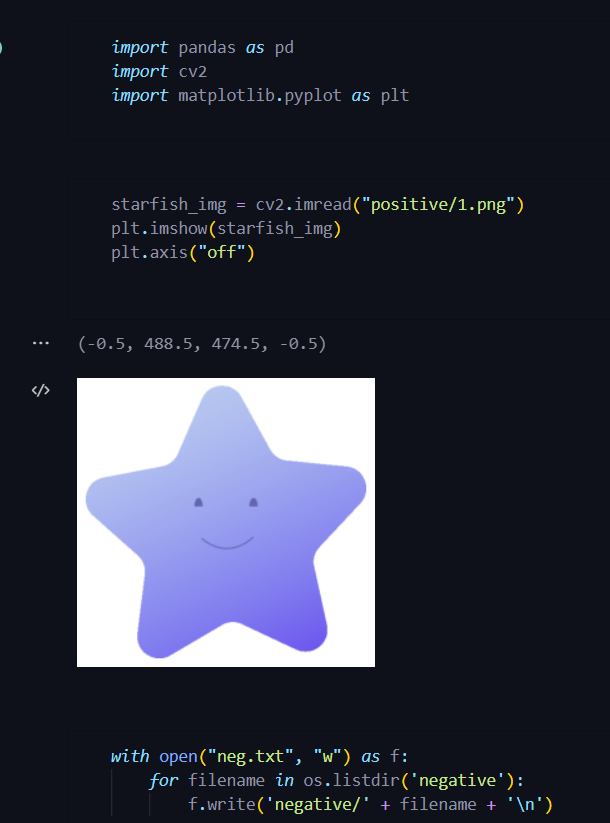 import pandas as pd
import cv2
import matplotlib.pyplot as plt
starfish_img = cv2.imread("positive/1.png")
plt.imshow(starfish_img)
plt.axis("off")
(-0.5, 488.5, 474.5, -0.5)
with open("neg.txt", "w") as f:
for filename in os.listdir('negative'):
f.write('negative/' + filename + '\n')